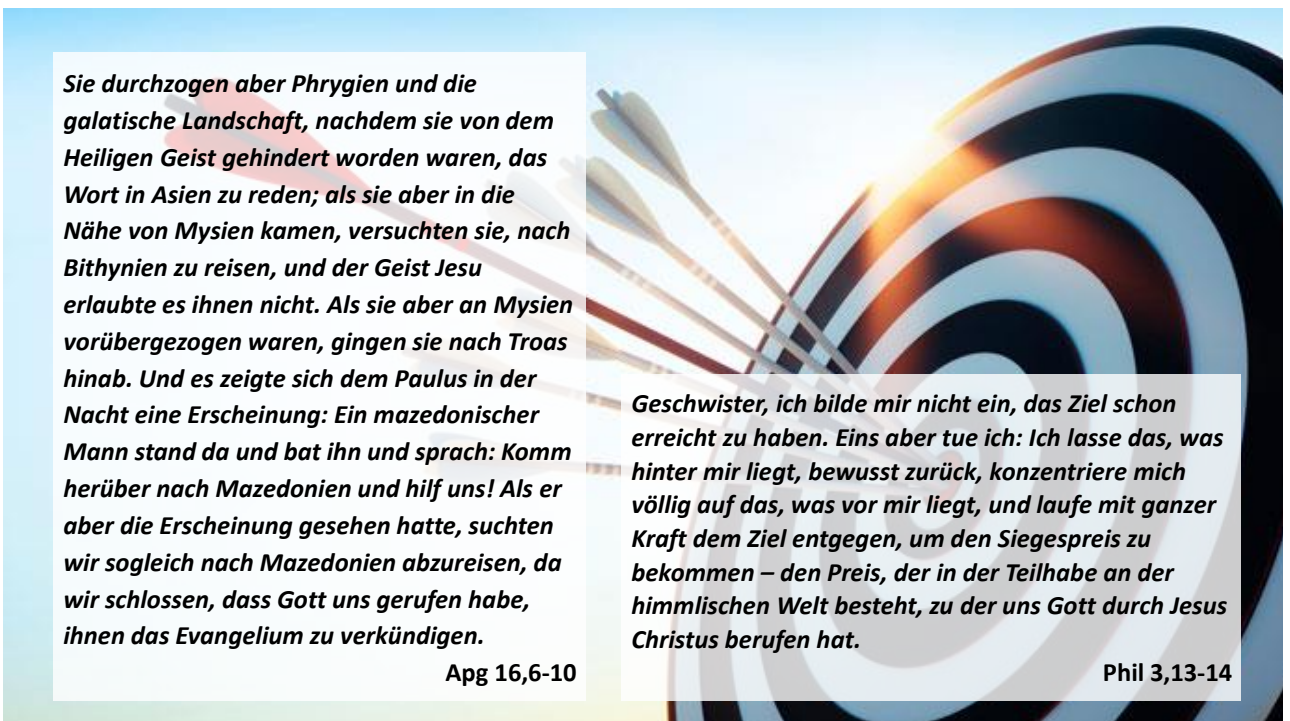 Sie durchzogen aber Phrygien und die
galatische Landschaft, nachdem sie von dem
Heiligen Geist gehindert worden waren, das
Wort in Asien zu reden; als sie aber in die
Nähe von Mysien kamen, versuchten sie, nach
Bithynien zu reisen, und der Geist Jesu
erlaubte es ihnen nicht. Als sie aber an Mysien
vorübergezogen waren, gingen sie nach Troas
hinab. Und es zeigte sich dem Paulus in der
Nacht eine Erscheinung: Ein mazedonischer
Mann stand da und bat ihn und sprach: Komm
herüber nach Mazedonien und hilf uns! Als er
aber die Erscheinung gesehen hatte, suchten
wir sogleich nach Mazedonien abzureisen, da
wir schlossen, dass Gott uns gerufen habe,
ihnen das Evangelium zu verkündigen.
Apg 16,6-10
Geschwister, ich bilde mir nicht ein, das Ziel schon
erreicht zu haben. Eins aber tue ich: Ich lasse das, was
hinter mir liegt, bewusst zurück, konzentriere mich
völlig auf das, was vor mir liegt, und laufe mit ganzer
Kraft dem Ziel entgegen, um den Siegespreis zu
bekommen – den Preis, der in der Teilhabe an der
himmlischen Welt besteht, zu der uns Gott durch Jesus
Christus berufen hat.
Phil 3,13-14